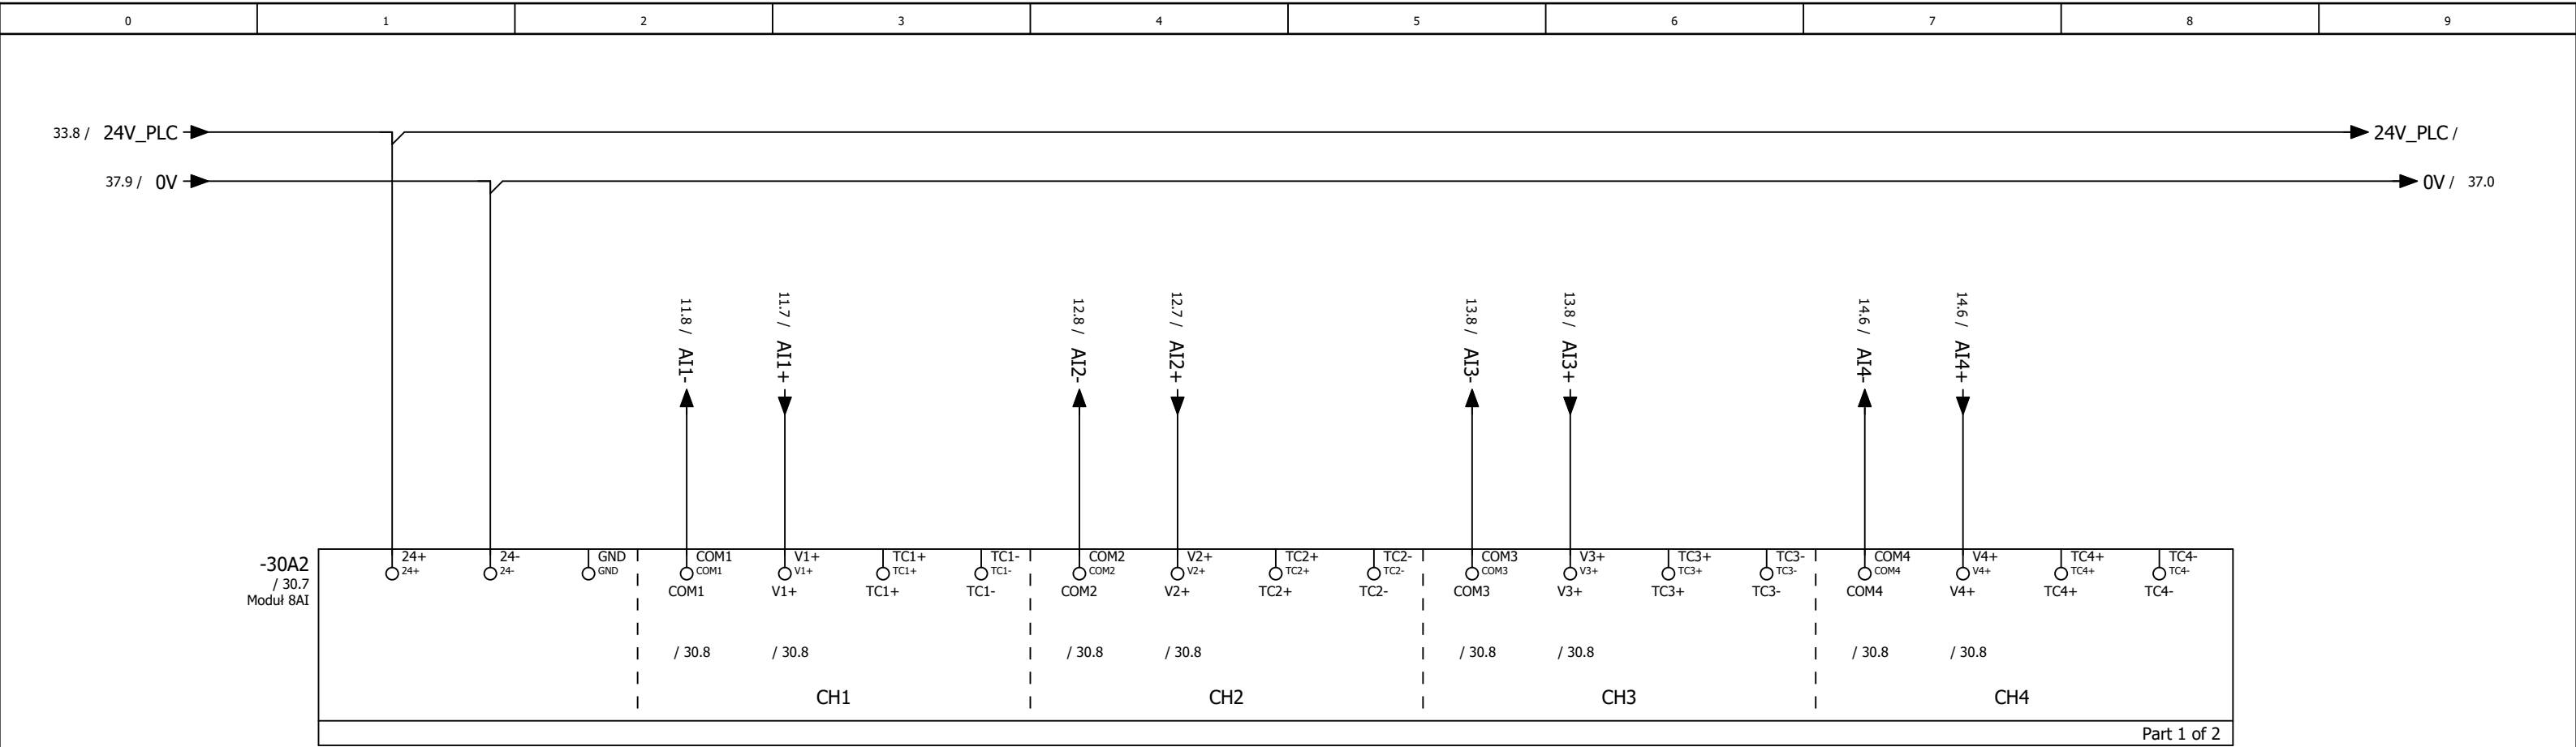 0 1 2 3 4 5 6 7 8 9
33.8 / 24V_PLC 24V_PLC /
37.9 / 0V 0V / 37.0
11.8 / AI1-
11.7 / AI1+
12.8 / AI2-
12.7 / AI2+
13.8 / AI3-
13.8 / AI3+
14.6 / AI4-
14.6 / AI4+
-30A2
/ 30.7
Moduł 8AI
24+ 24- GND COM1 V1+ TC1+ TC1- COM2 V2+ TC2+ TC2- COM3 V3+ TC3+ TC3- COM4 V4+ TC4+ TC4-
24+ 24- GND COM1 V1+ TC1+ TC1- COM2 V2+ TC2+ TC2- COM3 V3+ TC3+ TC3- COM4 V4+ TC4+ TC4-
COM1 V1+ TC1+ TC1- COM2 V2+ TC2+ TC2- COM3 V3+ TC3+ TC3- COM4 V4+ TC4+ TC4-
/ 30.8 / 30.8 / 30.8 / 30.8 / 30.8 / 30.8 / 30.8 / 30.8
CH1 CH2 CH3 CH4
Part 1 of 2